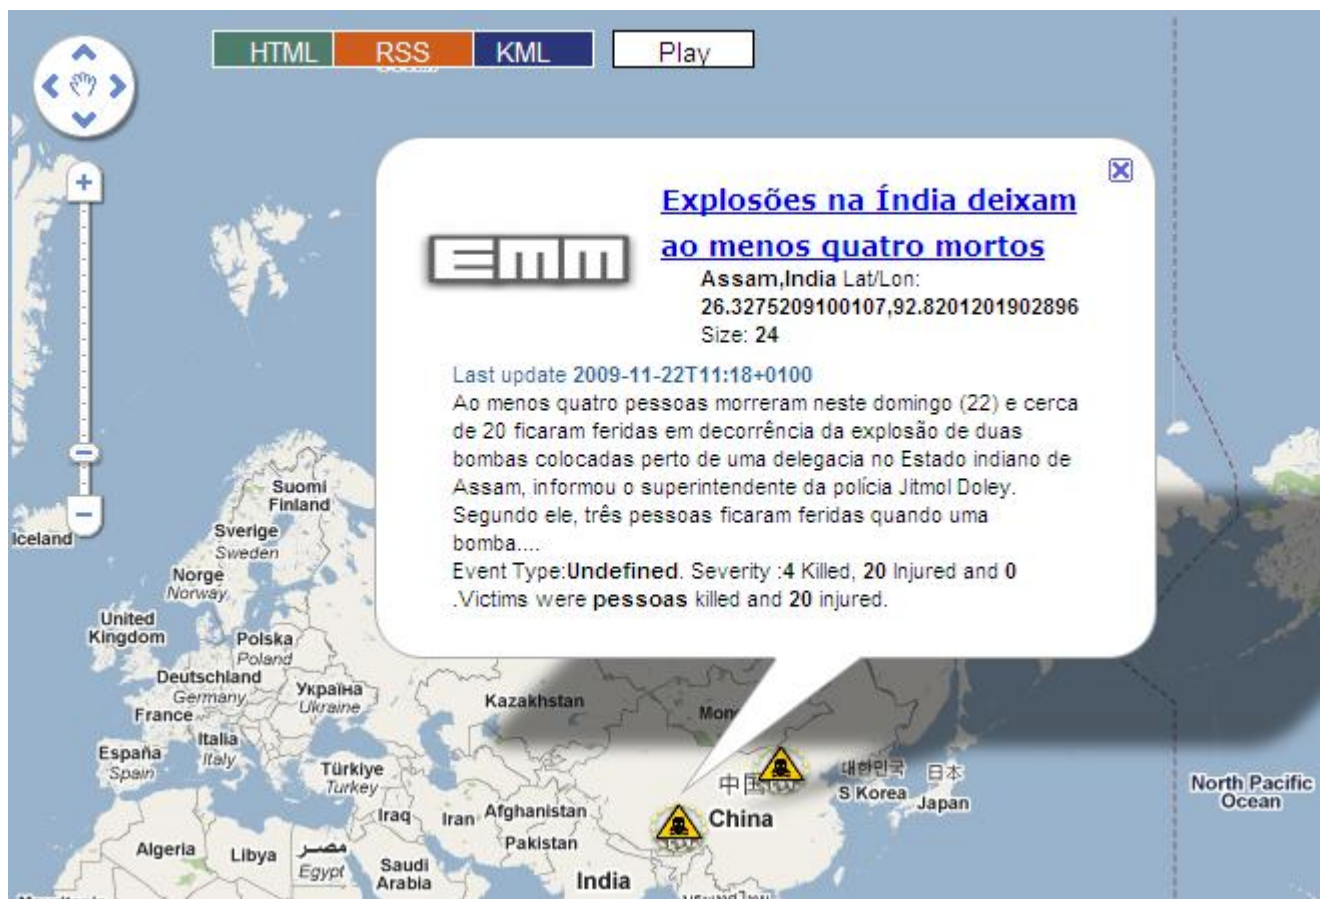 HTML
RSS
KML
Play
Explosões na Índia deixam
ao menos quatro mortos
emm
Assam,India Lat/Lon:
26.3275209100107,92.8201201902896
Size: 24
Last update 2009-11-22T11:18+0100
Ao menos quatro pessoas morreram neste domingo (22) e cerca
de 20 ficaram feridas em decorrência da explosão de duas
bombas colocadas perto de uma delegacia no Estado indiano de
Assam, informou o superintendente da polícia Jitmol Doley.
Segundo ele, três pessoas ficaram feridas quando uma
bomba....
Event Type:Undefined. Severity :4 Killed, 20 Injured and 0
.Victims were pessoas killed and 20 injured.
Iceland
Suomi
Finland
Sverige
Sweden
Norge
Norway
United
Kingdom
Polska
Poland
Deutschland
Germany
Україна
Ukraine
France
Italia
Italy
España
Spain
Türkiye
Turkey
Kazakhstan
Iraq
Iran
Afghanistan
Pakistan
Algeria
Libya
مصر
Egypt
Saudi
Arabia
India
中国
China
대한민국
S Korea
日本
Japan
North Pacific
Ocean